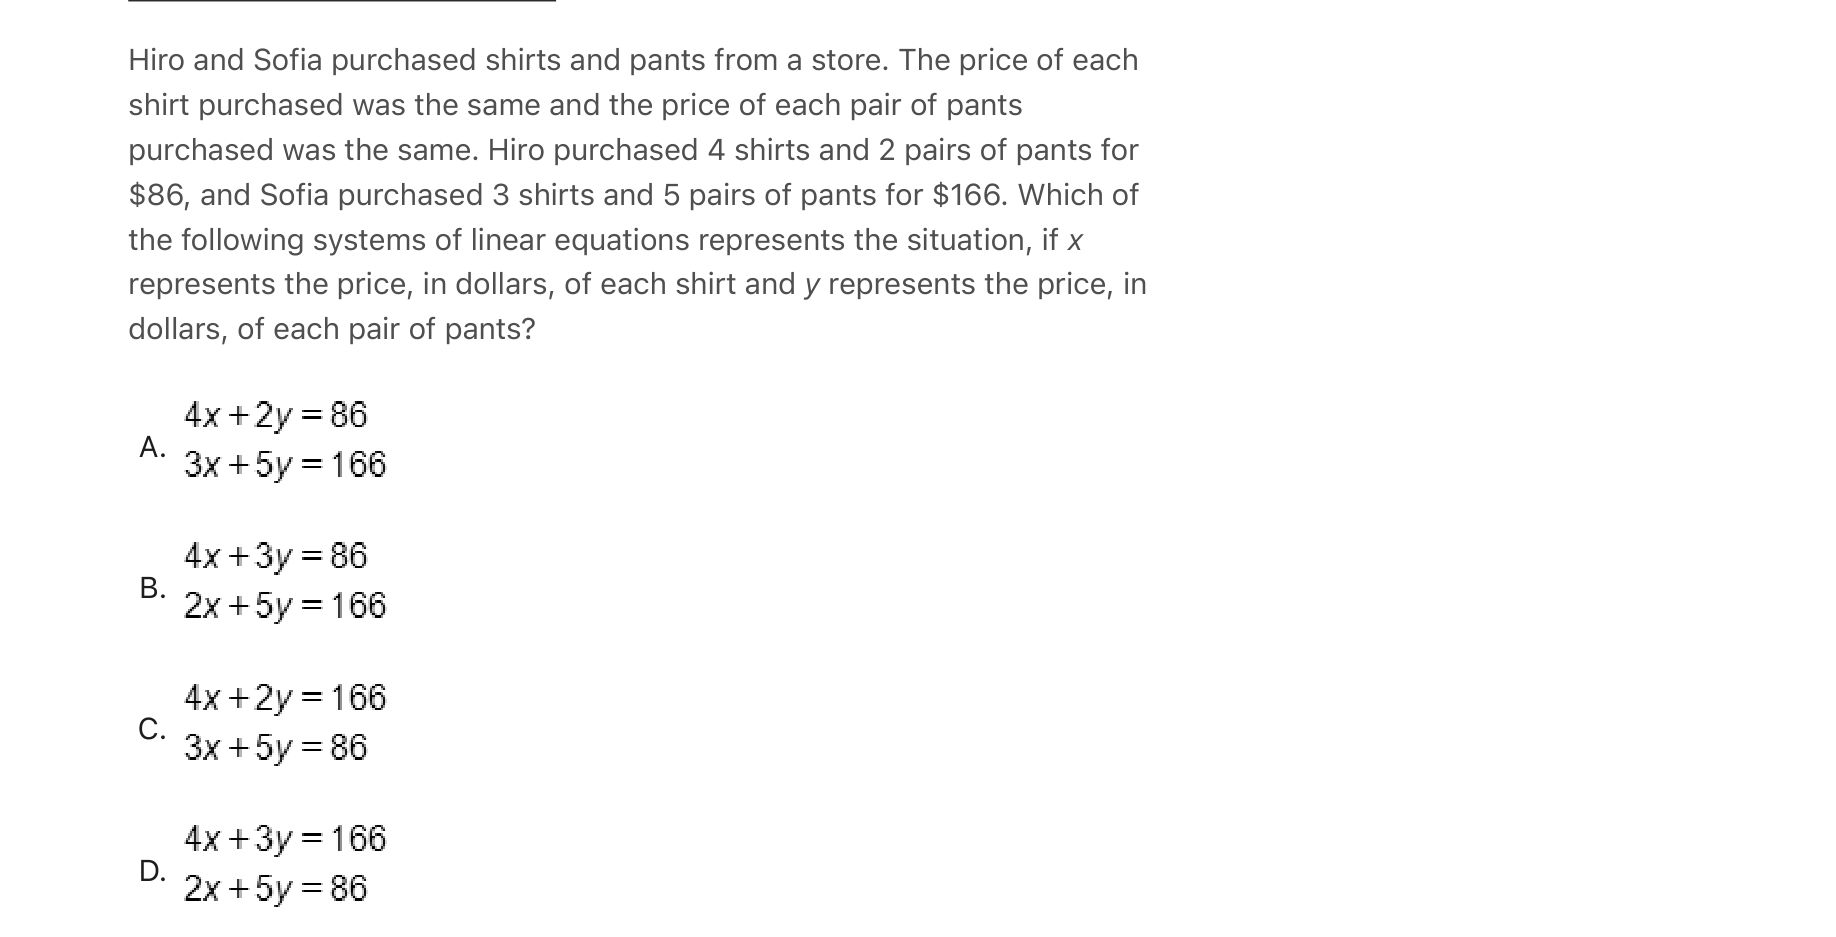 Hiro and Sofia purchased shirts and pants from a store. The price of each
shirt purchased was the same and the price of each pair of pants
purchased was the same. Hiro purchased 4 shirts and 2 pairs of pants for
$86, and Sofia purchased 3 shirts and 5 pairs of pants for $166. Which of
the following systems of linear equations represents the situation, if x
represents the price, in dollars, of each shirt and y represents the price, in
dollars, of each pair of pants?
A.
4x + 2y = 86
3x + 5y = 166
B.
4x + 3y = 86
2x + 5y = 166
C.
4x + 2y = 166
3x + 5y = 86
D.
4x + 3y = 166
2x + 5y = 86